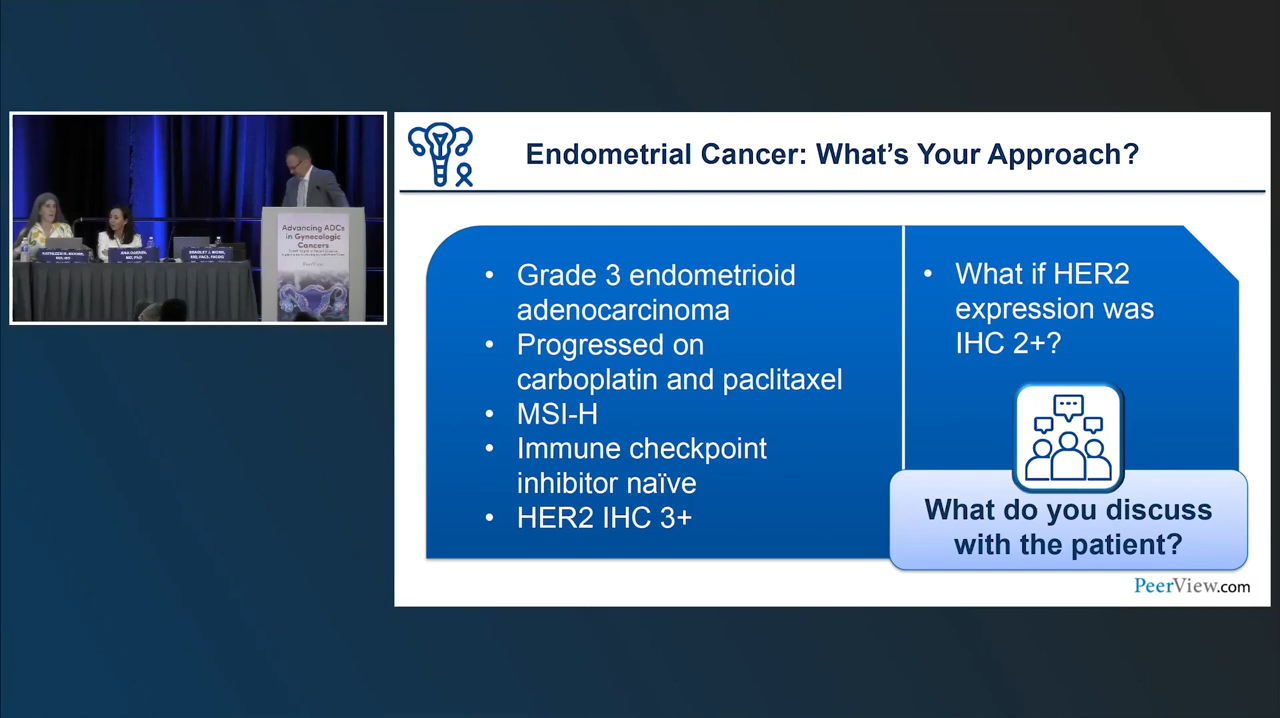 Endometrial Cancer: What's Your Approach?
• Grade 3 endometrioid
adenocarcinoma
• Progressed on
carboplatin and paclitaxel
• MSI-H
• Immune checkpoint
inhibitor naïve
• HER2 IHC 3+
• What if HER2
expression was
IHC 2+?
What do you discuss
with the patient?
PeerView.com
Advancing ADCs
in Gynecologic
Cancers
PeerView